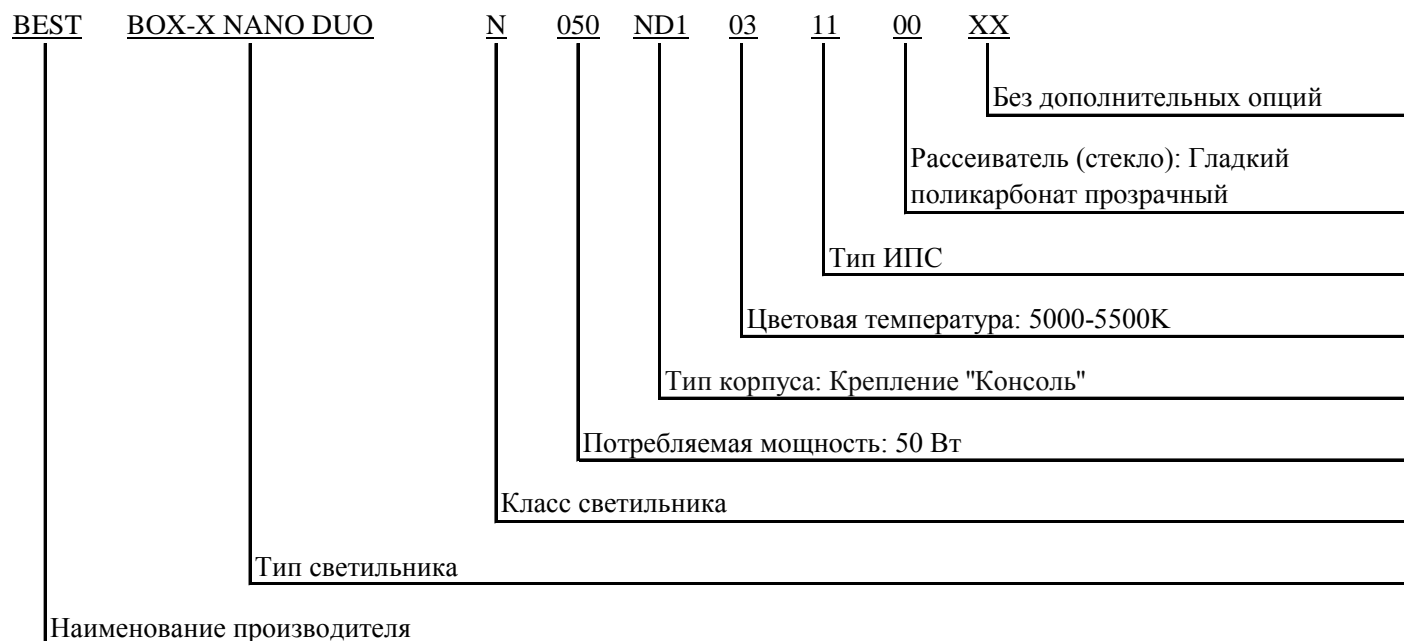 BEST BOX-X NANO DUO N 050 ND1 03 11 00 XX
Без дополнительных опций
Рассеиватель (стекло): Гладкий
поликарбонат прозрачный
Тип ИПС
Цветовая температура: 5000-5500K
Тип корпуса: Крепление "Консоль"
Потребляемая мощность: 50 Вт
Класс светильника
Тип светильника
Наименование производителя